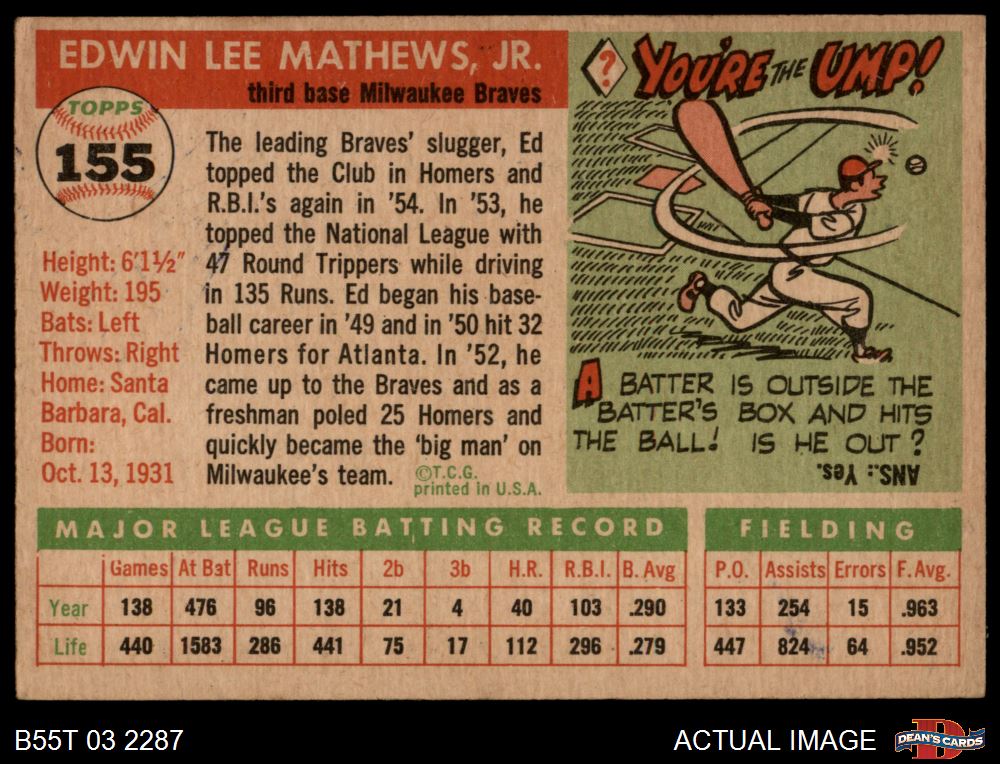 EDWIN LEE MATHEWS, JR.
third base Milwaukee Braves
TOPPS
155
Height: 6'1½"
Weight: 195
Bats: Left
Throws: Right
Home: Santa
Barbara, Cal.
Born:
Oct. 13, 1931
The leading Braves' slugger, Ed
topped the Club in Homers and
R.B.I.'s again in '54. In '53, he
topped the National League with
47 Round Trippers while driving
in 135 Runs. Ed began his base-
ball career in '49 and in '50 hit 32
Homers for Atlanta. In '52, he
came up to the Braves and as a
freshman poled 25 Homers and
quickly became the 'big man' on
Milwaukee's team.
©T.C.G.
printed in U.S.A.
? YOU'RE THE UMP!
A BATTER IS OUTSIDE THE
BATTER'S BOX AND HITS
THE BALL! IS HE OUT?
ANS.: Yes.
MAJOR LEAGUE BATTING RECORD
Games At Bat Runs Hits 2b 3b H.R. R.B.I. B. Avg
Year 138 476 96 138 21 4 40 103 .290
Life 440 1583 286 441 75 17 112 296 .279
FIELDING
P.O. Assists Errors F. Avg.
133 254 15 .963
447 824 64 .952
B55T 03 2287
ACTUAL IMAGE
D
DEAN'S CARDS